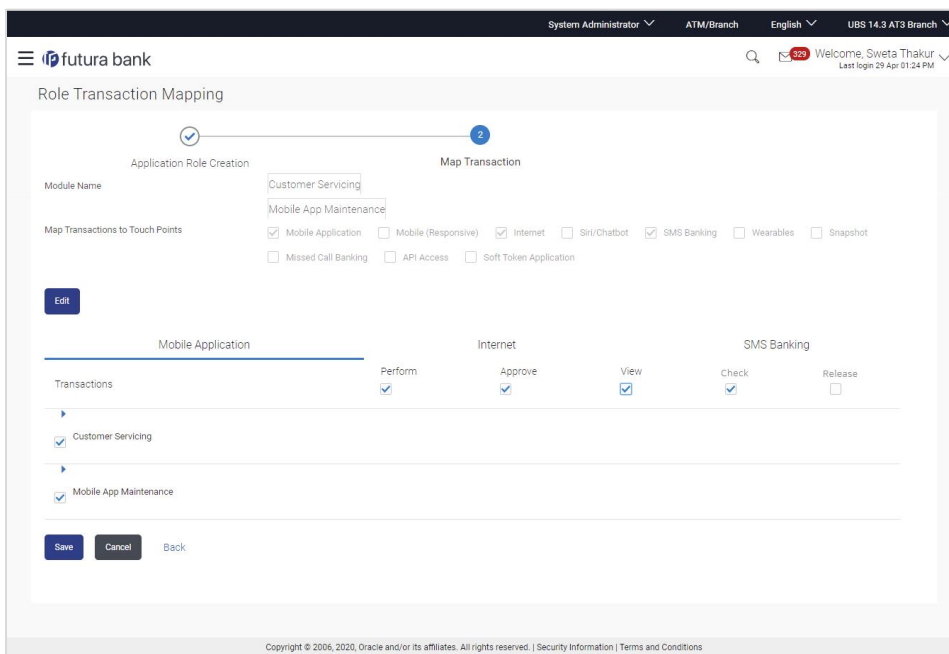 System Administrator ATM/Branch English UBS 14.3 AT3 Branch
futura bank 329 Welcome, Sweta Thakur
Last login 29 Apr 01:24 PM
Role Transaction Mapping
2
Application Role Creation Map Transaction
Module Name Customer Servicing
Mobile App Maintenance
Map Transactions to Touch Points Mobile Application Mobile (Responsive) Internet Siri/Chatbot SMS Banking Wearables Snapshot
Missed Call Banking API Access Soft Token Application
Edit
Mobile Application Internet SMS Banking
Transactions Perform Approve View Check Release
Customer Servicing
Mobile App Maintenance
Save Cancel Back
Copyright © 2006, 2020, Oracle and/or its affiliates. All rights reserved. | Security Information | Terms and Conditions